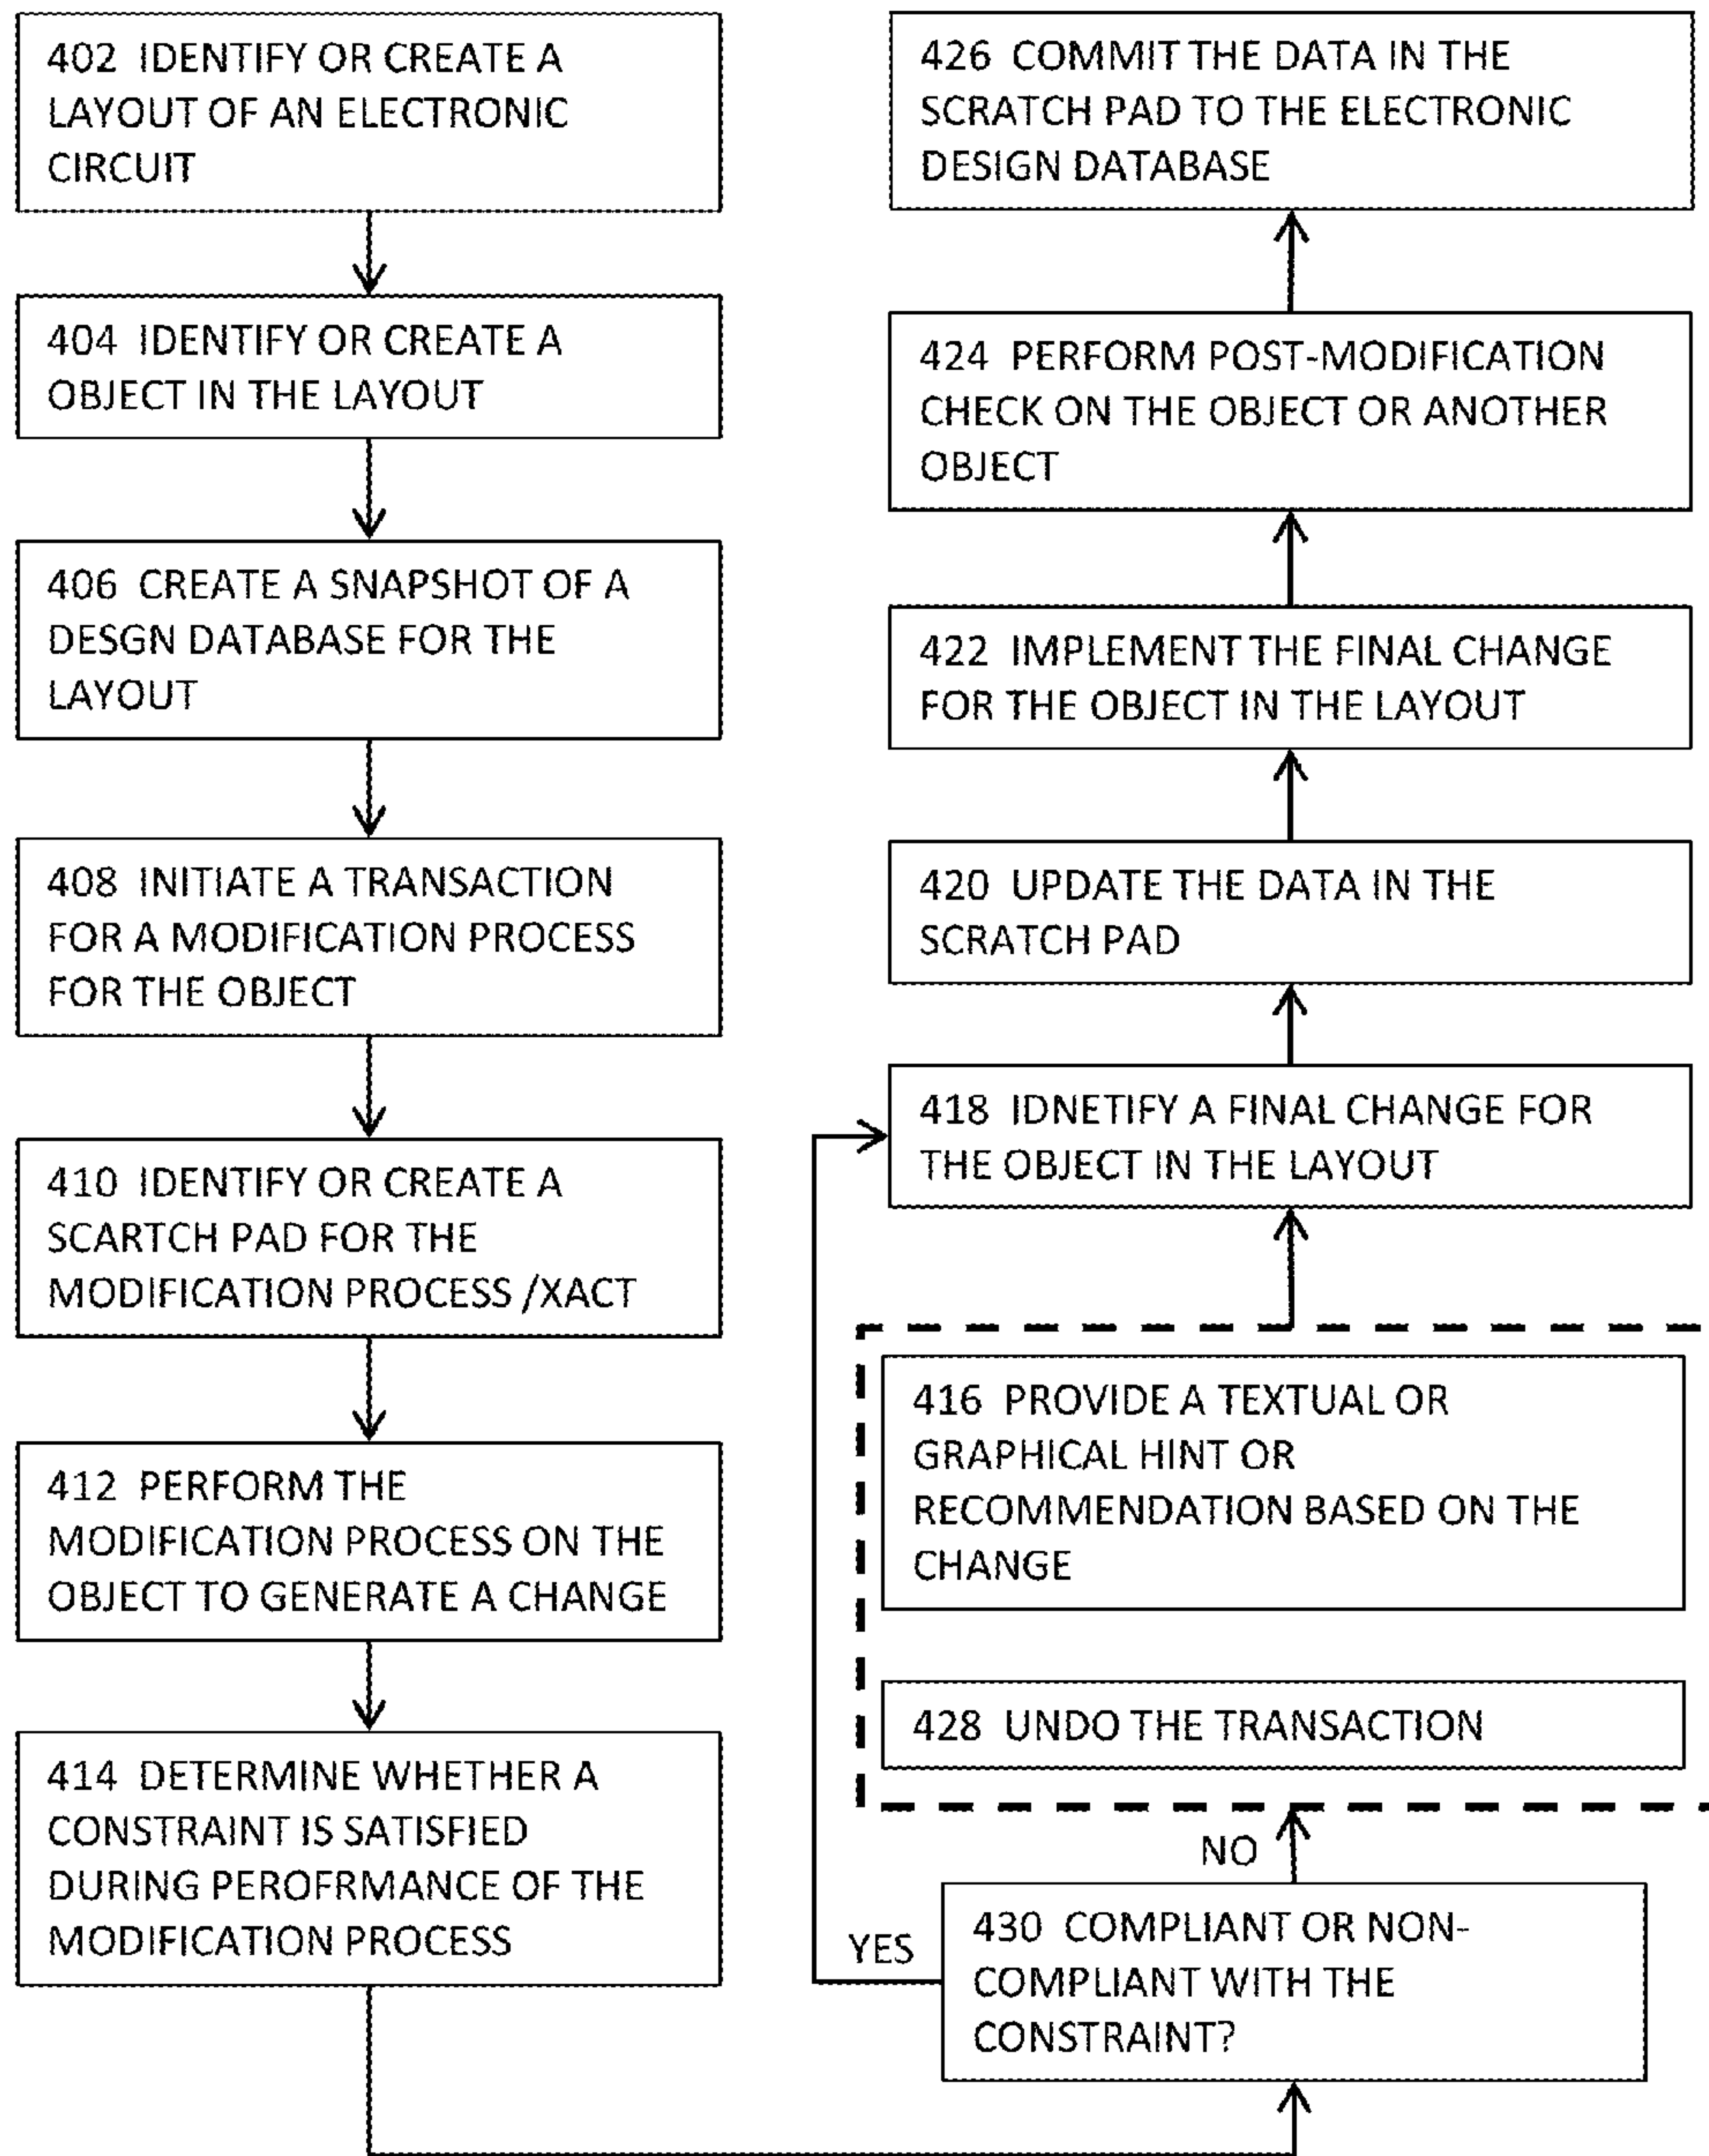 402 IDENTIFY OR CREATE A
LAYOUT OF AN ELECTRONIC
CIRCUIT
404 IDENTIFY OR CREATE A
OBJECT IN THE LAYOUT
406 CREATE A SNAPSHOT OF A
DESGN DATABASE FOR THE
LAYOUT
408 INITIATE A TRANSACTION
FOR A MODIFICATION PROCESS
FOR THE OBJECT
410 IDENTIFY OR CREATE A
SCARTCH PAD FOR THE
MODIFICATION PROCESS /XACT
412 PERFORM THE
MODIFICATION PROCESS ON THE
OBJECT TO GENERATE A CHANGE
414 DETERMINE WHETHER A
CONSTRAINT IS SATISFIED
DURING PEROFRMANCE OF THE
MODIFICATION PROCESS
426 COMMIT THE DATA IN THE
SCRATCH PAD TO THE ELECTRONIC
DESIGN DATABASE
424 PERFORM POST-MODIFICATION
CHECK ON THE OBJECT OR ANOTHER
OBJECT
422 IMPLEMENT THE FINAL CHANGE
FOR THE OBJECT IN THE LAYOUT
420 UPDATE THE DATA IN THE
SCRATCH PAD
418 IDNETIFY A FINAL CHANGE FOR
THE OBJECT IN THE LAYOUT
416 PROVIDE A TEXTUAL OR
GRAPHICAL HINT OR
RECOMMENDATION BASED ON THE
CHANGE
428 UNDO THE TRANSACTION
NO
YES
430 COMPLIANT OR NON-
COMPLIANT WITH THE
CONSTRAINT?